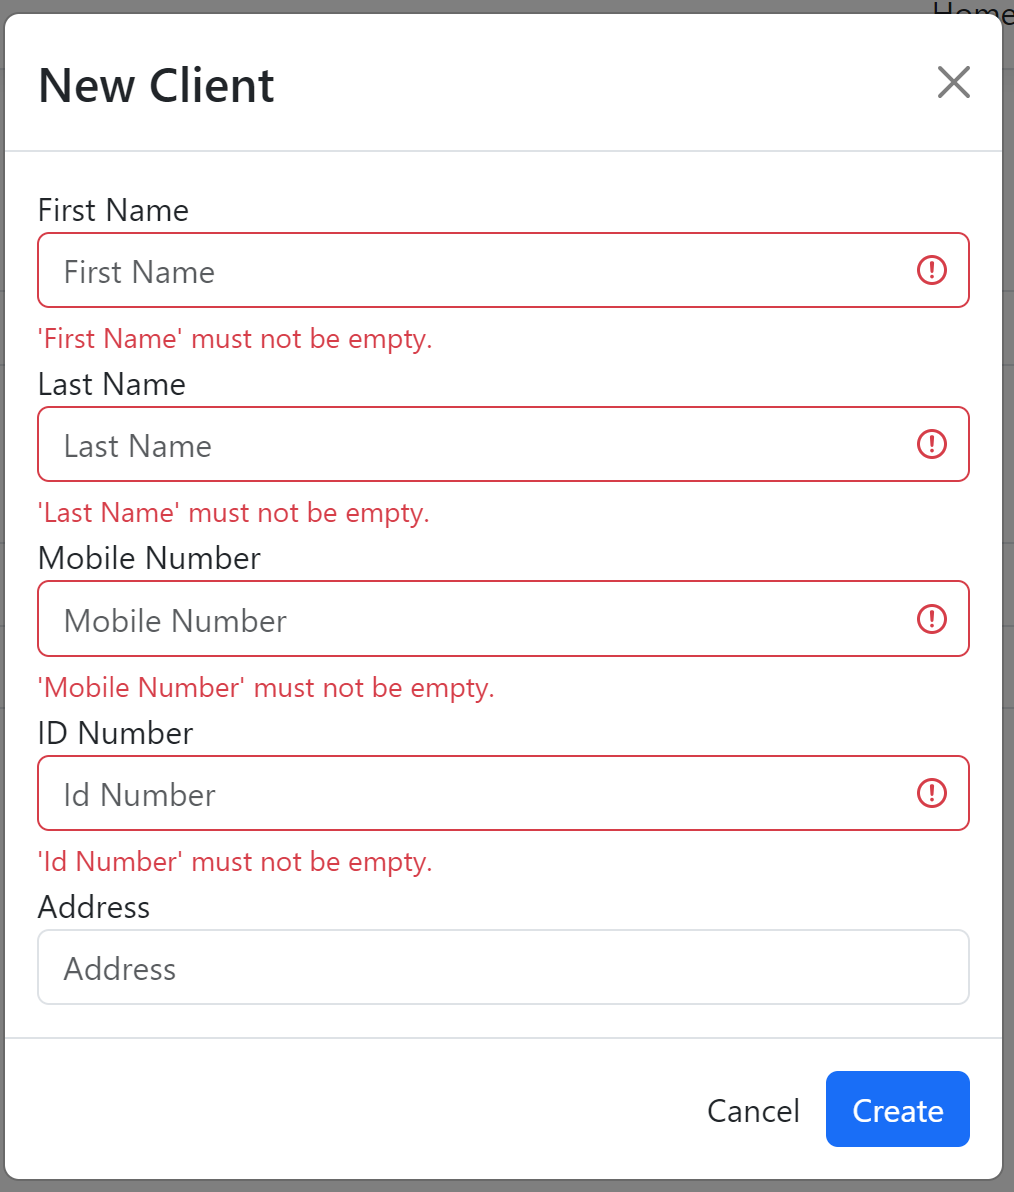 Home
New Client
First Name
First Name
'First Name' must not be empty.
Last Name
Last Name
'Last Name' must not be empty.
Mobile Number
Mobile Number
'Mobile Number' must not be empty.
ID Number
Id Number
'Id Number' must not be empty.
Address
Address
Cancel Create